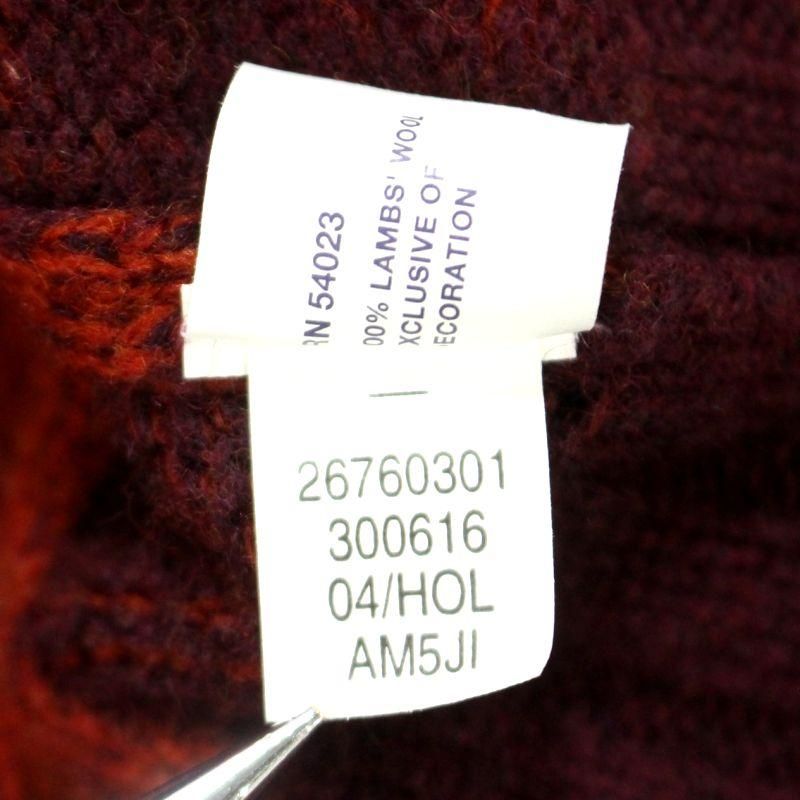 RN 54023
00% LAMBS' WOOL
XCLUSIVE OF
ECORATION
26760301
300616
04/HOL
AM5JI